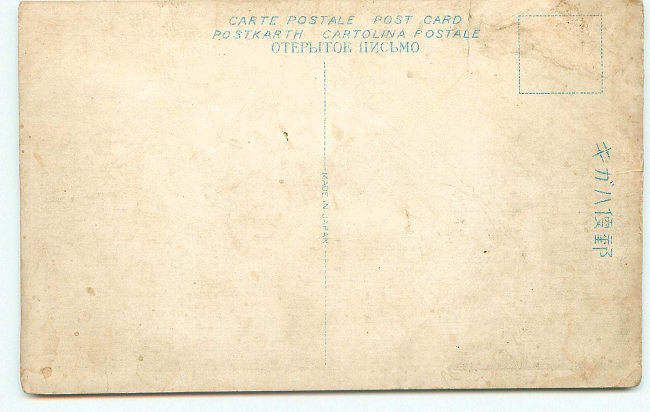 CARTE POSTALE POST CARD
POSTKARTH CARTOLINA POSTALE
ОТЕРЫТОЕ ПИСЬМО
MADE IN JAPAN
キガハ便郵